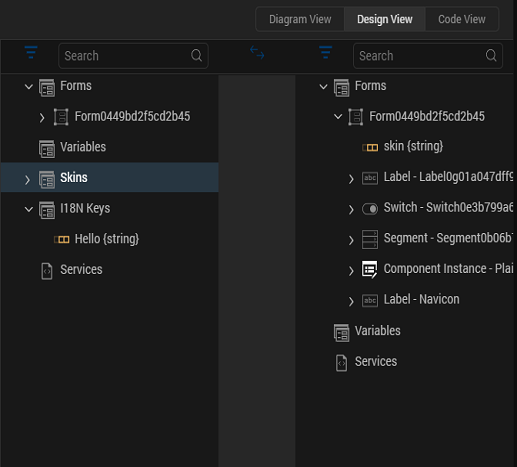 Diagram View Design View Code View
Search
Search
Forms
Form0449bd2f5cd2b45
Variables
Skins
I18N Keys
Hello {string}
Services
Forms
Form0449bd2f5cd2b45
skin {string}
abc Label - Label0g01a047dff9
Switch - Switch0e3b799a6
Segment - Segment0b06b
Component Instance - Plai
abc Label - Navicon
Variables
Services